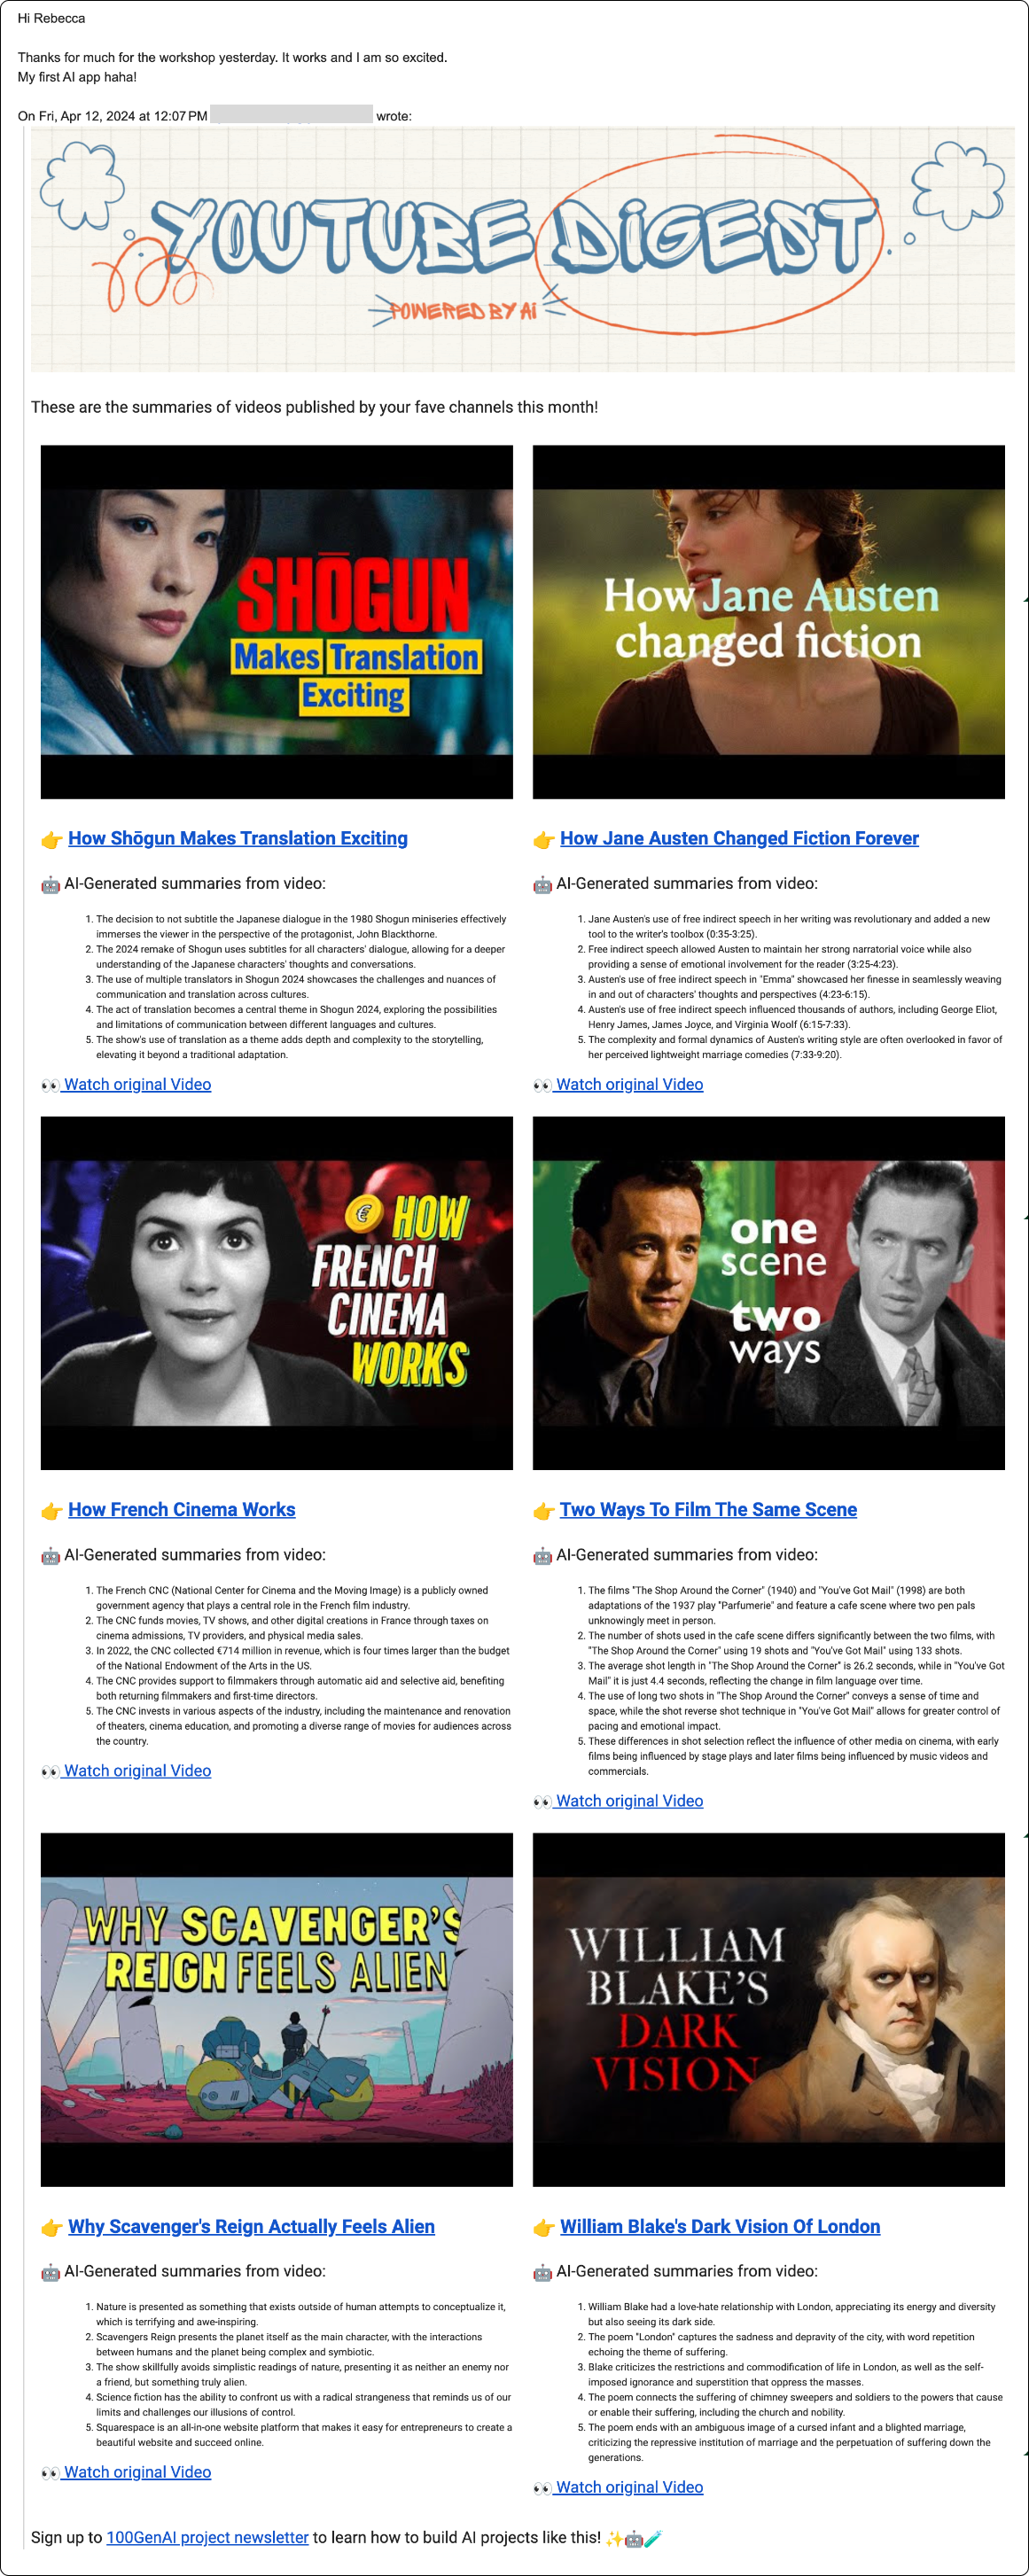 Hi Rebecca
Thanks for much for the workshop yesterday. It works and I am so excited.
My first AI app haha!
On Fri, Apr 12, 2024 at 12:07 PM wrote:
YOUTUBE DiGEST
POWERED BY Ai
These are the summaries of videos published by your fave channels this month!
SHŌGUN
Makes Translation
Exciting
👉 How Shōgun Makes Translation Exciting
🤖 AI-Generated summaries from video:
1. The decision to not subtitle the Japanese dialogue in the 1980 Shogun miniseries effectively
immerses the viewer in the perspective of the protagonist, John Blackthorne.
2. The 2024 remake of Shogun uses subtitles for all characters' dialogue, allowing for a deeper
understanding of the Japanese characters' thoughts and conversations.
3. The use of multiple translators in Shogun 2024 showcases the challenges and nuances of
communication and translation across cultures.
4. The act of translation becomes a central theme in Shogun 2024, exploring the possibilities
and limitations of communication between different languages and cultures.
5. The show's use of translation as a theme adds depth and complexity to the storytelling,
elevating it beyond a traditional adaptation.
👀 Watch original Video
How Jane Austen
changed fiction
👉 How Jane Austen Changed Fiction Forever
🤖 AI-Generated summaries from video:
1. Jane Austen's use of free indirect speech in her writing was revolutionary and added a new
tool to the writer's toolbox (0:35-3:25).
2. Free indirect speech allowed Austen to maintain her strong narratorial voice while also
providing a sense of emotional involvement for the reader (3:25-4:23).
3. Austen's use of free indirect speech in "Emma" showcased her finesse in seamlessly weaving
in and out of characters' thoughts and perspectives (4:23-6:15).
4. Austen's use of free indirect speech influenced thousands of authors, including George Eliot,
Henry James, James Joyce, and Virginia Woolf (6:15-7:33).
5. The complexity and formal dynamics of Austen's writing style are often overlooked in favor of
her perceived lightweight marriage comedies (7:33-9:20).
👀 Watch original Video
€ HOW
FRENCH
CINEMA
WORKS
👉 How French Cinema Works
🤖 AI-Generated summaries from video:
1. The French CNC (National Center for Cinema and the Moving Image) is a publicly owned
government agency that plays a central role in the French film industry.
2. The CNC funds movies, TV shows, and other digital creations in France through taxes on
cinema admissions, TV providers, and physical media sales.
3. In 2022, the CNC collected €714 million in revenue, which is four times larger than the budget
of the National Endowment of the Arts in the US.
4. The CNC provides support to filmmakers through automatic aid and selective aid, benefiting
both returning filmmakers and first-time directors.
5. The CNC invests in various aspects of the industry, including the maintenance and renovation
of theaters, cinema education, and promoting a diverse range of movies for audiences across
the country.
👀 Watch original Video
one
scene
two
ways
👉 Two Ways To Film The Same Scene
🤖 AI-Generated summaries from video:
1. The films "The Shop Around the Corner" (1940) and "You've Got Mail" (1998) are both
adaptations of the 1937 play "Parfumerie" and feature a cafe scene where two pen pals
unknowingly meet in person.
2. The number of shots used in the cafe scene differs significantly between the two films, with
"The Shop Around the Corner" using 19 shots and "You've Got Mail" using 133 shots.
3. The average shot length in "The Shop Around the Corner" is 26.2 seconds, while in "You've Got
Mail" it is just 4.4 seconds, reflecting the change in film language over time.
4. The use of long two shots in "The Shop Around the Corner" conveys a sense of time and
space, while the shot reverse shot technique in "You've Got Mail" allows for greater control of
pacing and emotional impact.
5. These differences in shot selection reflect the influence of other media on cinema, with early
films being influenced by stage plays and later films being influenced by music videos and
commercials.
👀 Watch original Video
WHY SCAVENGER'S
REIGN FEELS ALIEN
👉 Why Scavenger's Reign Actually Feels Alien
🤖 AI-Generated summaries from video:
1. Nature is presented as something that exists outside of human attempts to conceptualize it,
which is terrifying and awe-inspiring.
2. Scavengers Reign presents the planet itself as the main character, with the interactions
between humans and the planet being complex and symbiotic.
3. The show skillfully avoids simplistic readings of nature, presenting it as neither an enemy nor
a friend, but something truly alien.
4. Science fiction has the ability to confront us with a radical strangeness that reminds us of our
limits and challenges our illusions of control.
5. Squarespace is an all-in-one website platform that makes it easy for entrepreneurs to create a
beautiful website and succeed online.
👀 Watch original Video
WILLIAM
BLAKE'S
DARK
VISION
👉 William Blake's Dark Vision Of London
🤖 AI-Generated summaries from video:
1. William Blake had a love-hate relationship with London, appreciating its energy and diversity
but also seeing its dark side.
2. The poem "London" captures the sadness and depravity of the city, with word repetition
echoing the theme of suffering.
3. Blake criticizes the restrictions and commodification of life in London, as well as the self-
imposed ignorance and superstition that oppress the masses.
4. The poem connects the suffering of chimney sweepers and soldiers to the powers that cause
or enable their suffering, including the church and nobility.
5. The poem ends with an ambiguous image of a cursed infant and a blighted marriage,
criticizing the repressive institution of marriage and the perpetuation of suffering down the
generations.
👀 Watch original Video
Sign up to 100GenAI project newsletter to learn how to build AI projects like this! ✨🤖🧪